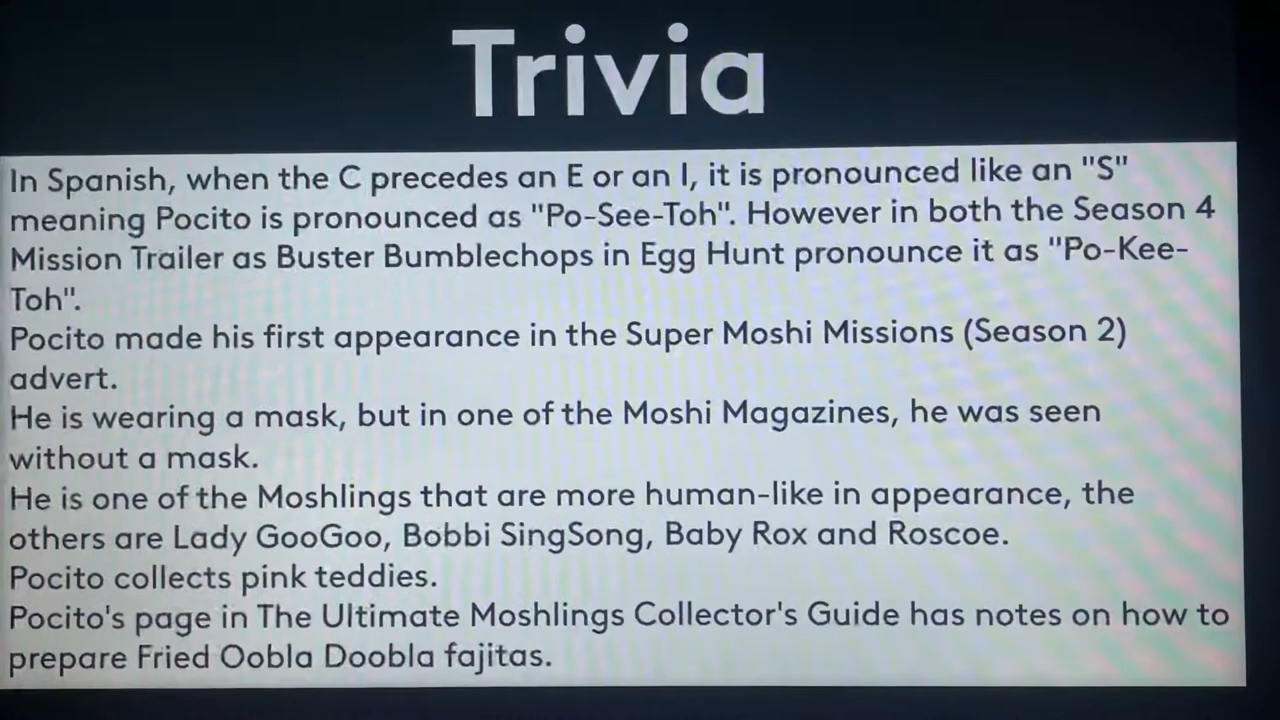 Trivia
In Spanish, when the C precedes an E or an I, it is pronounced like an "S"
meaning Pocito is pronounced as "Po-See-Toh". However in both the Season 4
Mission Trailer as Buster Bumblechops in Egg Hunt pronounce it as "Po-Kee-
Toh".
Pocito made his first appearance in the Super Moshi Missions (Season 2)
advert.
He is wearing a mask, but in one of the Moshi Magazines, he was seen
without a mask.
He is one of the Moshlings that are more human-like in appearance, the
others are Lady GooGoo, Bobbi SingSong, Baby Rox and Roscoe.
Pocito collects pink teddies.
Pocito's page in The Ultimate Moshlings Collector's Guide has notes on how to
prepare Fried Oobla Doobla fajitas.